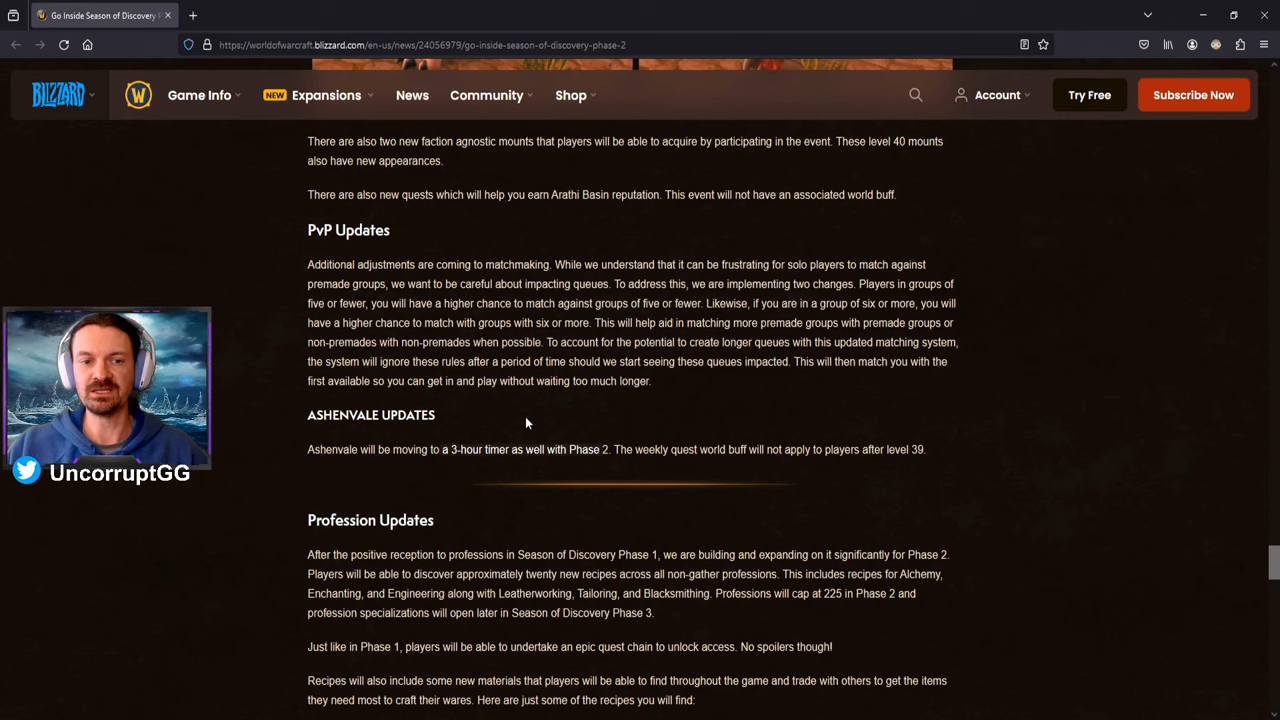 Go Inside Season of Discovery P
https://worldofwarcraft.blizzard.com/en-us/news/24056979/go-inside-season-of-discovery-phase-2
BLIZZARD
W
Game Info
NEW
Expansions
News
Community
Shop
Account
Try Free
Subscribe Now
There are also two new faction agnostic mounts that players will be able to acquire by participating in the event. These level 40 mounts
also have new appearances.
There are also new quests which will help you earn Arathi Basin reputation. This event will not have an associated world buff.
PvP Updates
Additional adjustments are coming to matchmaking. While we understand that it can be frustrating for solo players to match against
premade groups, we want to be careful about impacting queues. To address this, we are implementing two changes. Players in groups of
five or fewer, you will have a higher chance to match against groups of five or fewer. Likewise, if you are in a group of six or more, you will
have a higher chance to match with groups with six or more. This will help aid in matching more premade groups with premade groups or
non-premades with non-premades when possible. To account for the potential to create longer queues with this updated matching system,
the system will ignore these rules after a period of time should we start seeing these queues impacted. This will then match you with the
first available so you can get in and play without waiting too much longer.
ASHENVALE UPDATES
Ashenvale will be moving to a 3-hour timer as well with Phase 2. The weekly quest world buff will not apply to players after level 39.
UncorruptGG
Profession Updates
After the positive reception to professions in Season of Discovery Phase 1, we are building and expanding on it significantly for Phase 2.
Players will be able to discover approximately twenty new recipes across all non-gather professions. This includes recipes for Alchemy,
Enchanting, and Engineering along with Leatherworking, Tailoring, and Blacksmithing. Professions will cap at 225 in Phase 2 and
profession specializations will open later in Season of Discovery Phase 3.
Just like in Phase 1, players will be able to undertake an epic quest chain to unlock access. No spoilers though!
Recipes will also include some new materials that players will be able to find throughout the game and trade with others to get the items
they need most to craft their wares. Here are just some of the recipes you will find: